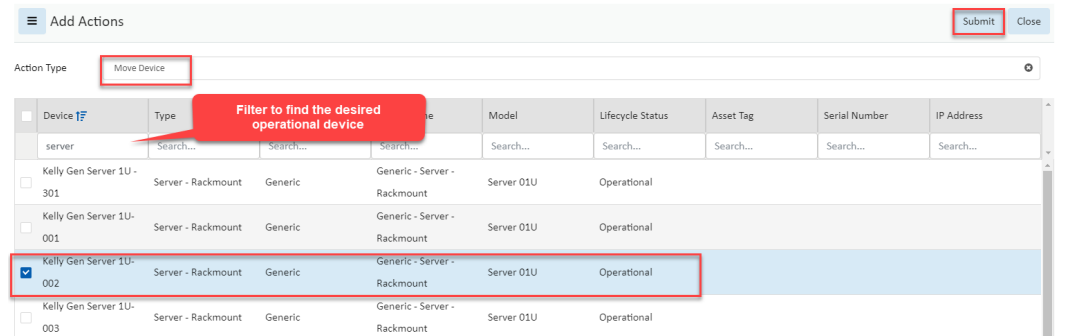 ≡ Add Actions
Submit Close
Action Type Move Device
Filter to find the desired
operational device
Device Type Model Lifecycle Status Asset Tag Serial Number IP Address
server Search... Search... Search... Search... Search... Search... Search... Search...
Kelly Gen Server 1U -
301
Server - Rackmount Generic
Generic - Server -
Rackmount
Server 01U Operational
Kelly Gen Server 1U-
001
Server - Rackmount Generic
Generic - Server -
Rackmount
Server 01U Operational
Kelly Gen Server 1U-
002
Server - Rackmount Generic
Generic - Server -
Rackmount
Server 01U Operational
Kelly Gen Server 1U-
003
Server - Rackmount Generic
Generic - Server -
Rackmount
Server 01U Operational